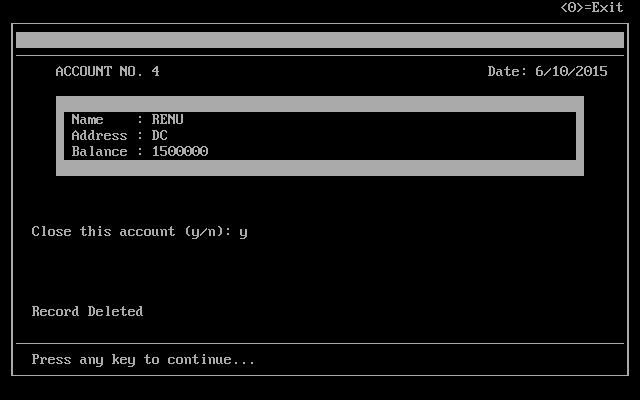 <0>=Exit
ACCOUNT NO. 4 Date: 6/10/2015
Name : RENU
Address : DC
Balance : 1500000
Close this account (y/n): y
Record Deleted
Press any key to continue...